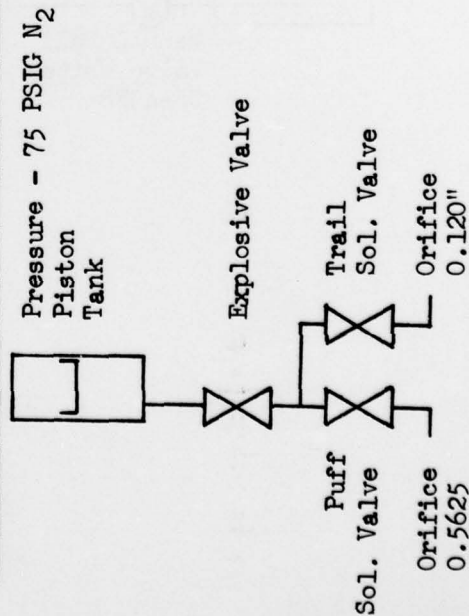 Pressure - 75 PSIG N2
Piston
Tank
Explosive Valve
Puff
Sol. Valve
Trail
Sol. Valve
Orifice
0.5625
Orifice
0.120"